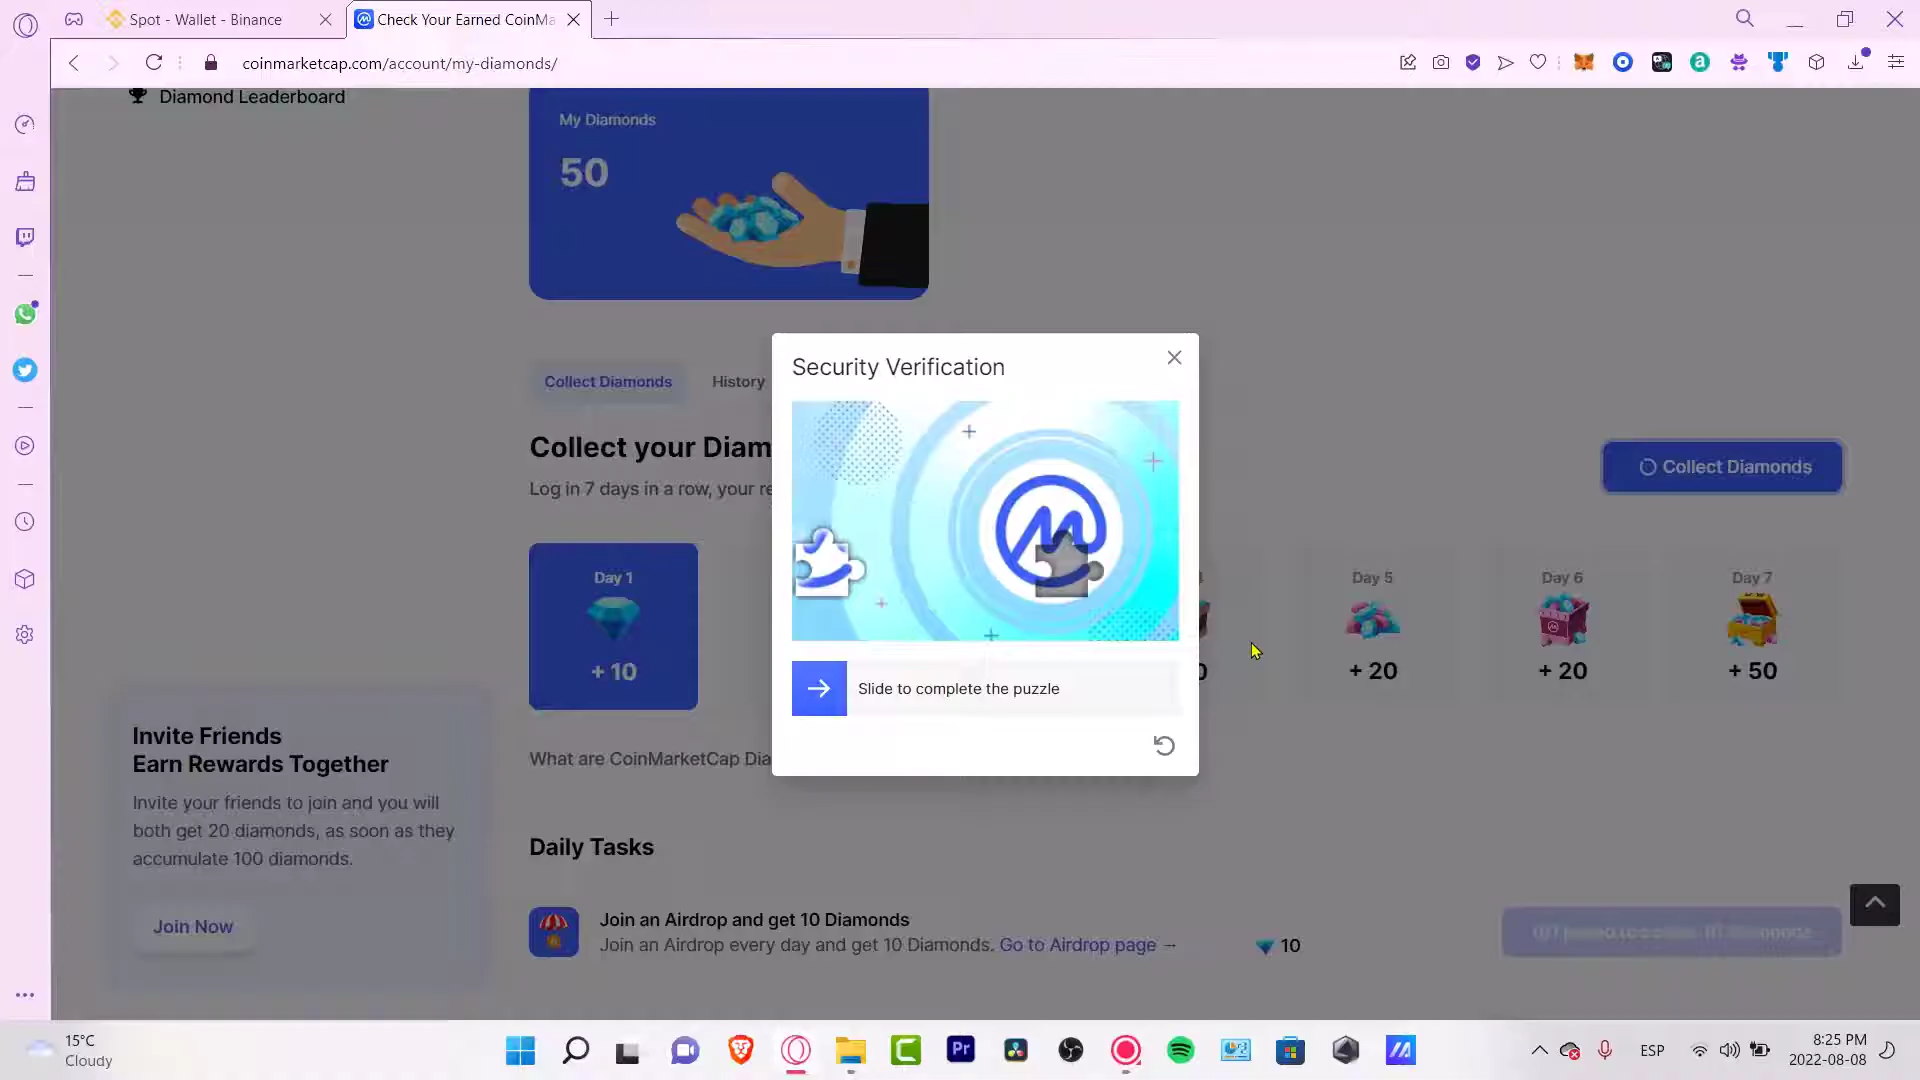 Spot - Wallet - Binance
Check Your Earned CoinMa
coinmarketcap.com/account/my-diamonds/
Diamond Leaderboard
My Diamonds
50
Security Verification
Collect Diamonds
History
Collect your Diam
Collect Diamonds
Log in 7 days in a row, your re
Day 1
Day 5
Day 6
Day 7
+ 10
0
+ 20
+ 20
+ 50
Slide to complete the puzzle
What are CoinMarketCap Dia
Invite Friends
Earn Rewards Together
Invite your friends to join and you will
both get 20 diamonds, as soon as they
accumulate 100 diamonds.
Join Now
Daily Tasks
Join an Airdrop and get 10 Diamonds
Join an Airdrop every day and get 10 Diamonds. Go to Airdrop page →
10
15°C
Cloudy
Pr
ESP
8:25 PM
2022-08-08